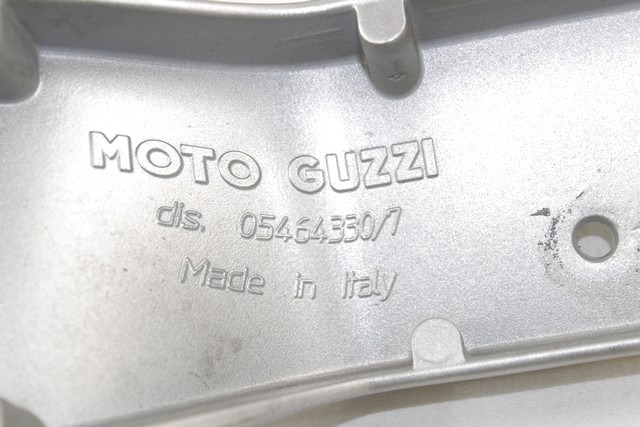 MOTO GUZZI
dis. 05464330/7
Made in Italy